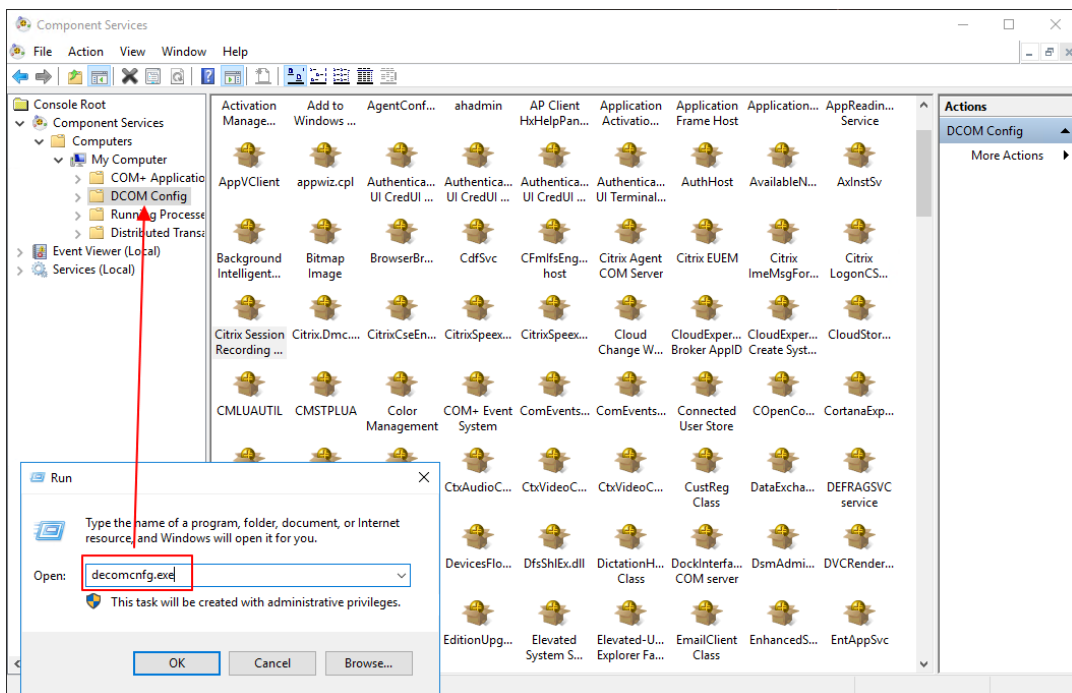 Component Services
File Action View Window Help
Console Root
Component Services
Computers
My Computer
COM+ Applicatio
DCOM Config
Running Processe
Distributed Transa
Event Viewer (Local)
Services (Local)
Activation Add to AgentConf... ahadmin AP Client Application Application Application... AppReadin...
Manage... Windows ... HxHelpPan... Activatio... Frame Host Service
AppVClient appwiz.cpl Authentica... Authentica... Authentica... Authentica... AuthHost AvailableN... AxInstSv
UI CredUI ... UI CredUI ... UI CredUI ... UI Terminal...
Background Bitmap BrowserBr... CdfSvc CFmIfsEng... Citrix Agent Citrix EUEM Citrix Citrix
Intelligent... Image host COM Server ImeMsgFor... LogonCS...
Citrix Session Citrix.Dmc.... CitrixCseEn... CitrixSpeex... CitrixSpeex... Cloud CloudExper... CloudExper... CloudStor...
Recording ... Change W... Broker AppID Create Syst...
CMLUAUTIL CMSTPLUA Color COM+ Event ComEvents... ComEvents... Connected COpenCo... CortanaExp...
Management System User Store
CtxAudioC... CtxVideoC... CtxVideoC... CustReg DataExcha... DEFRAGSVC
Class service
DevicesFlo... DfsShlEx.dll DictationH... DockInterfa... DsmAdmi... DVCRender...
Class COM server
EditionUpg... Elevated Elevated-U... EmailClient EnhancedS... EntAppSvc
System S... Explorer Fa... Class
Actions
DCOM Config
More Actions
Run
Type the name of a program, folder, document, or Internet
resource, and Windows will open it for you.
Open: decomcnfg.exe
This task will be created with administrative privileges.
OK Cancel Browse...